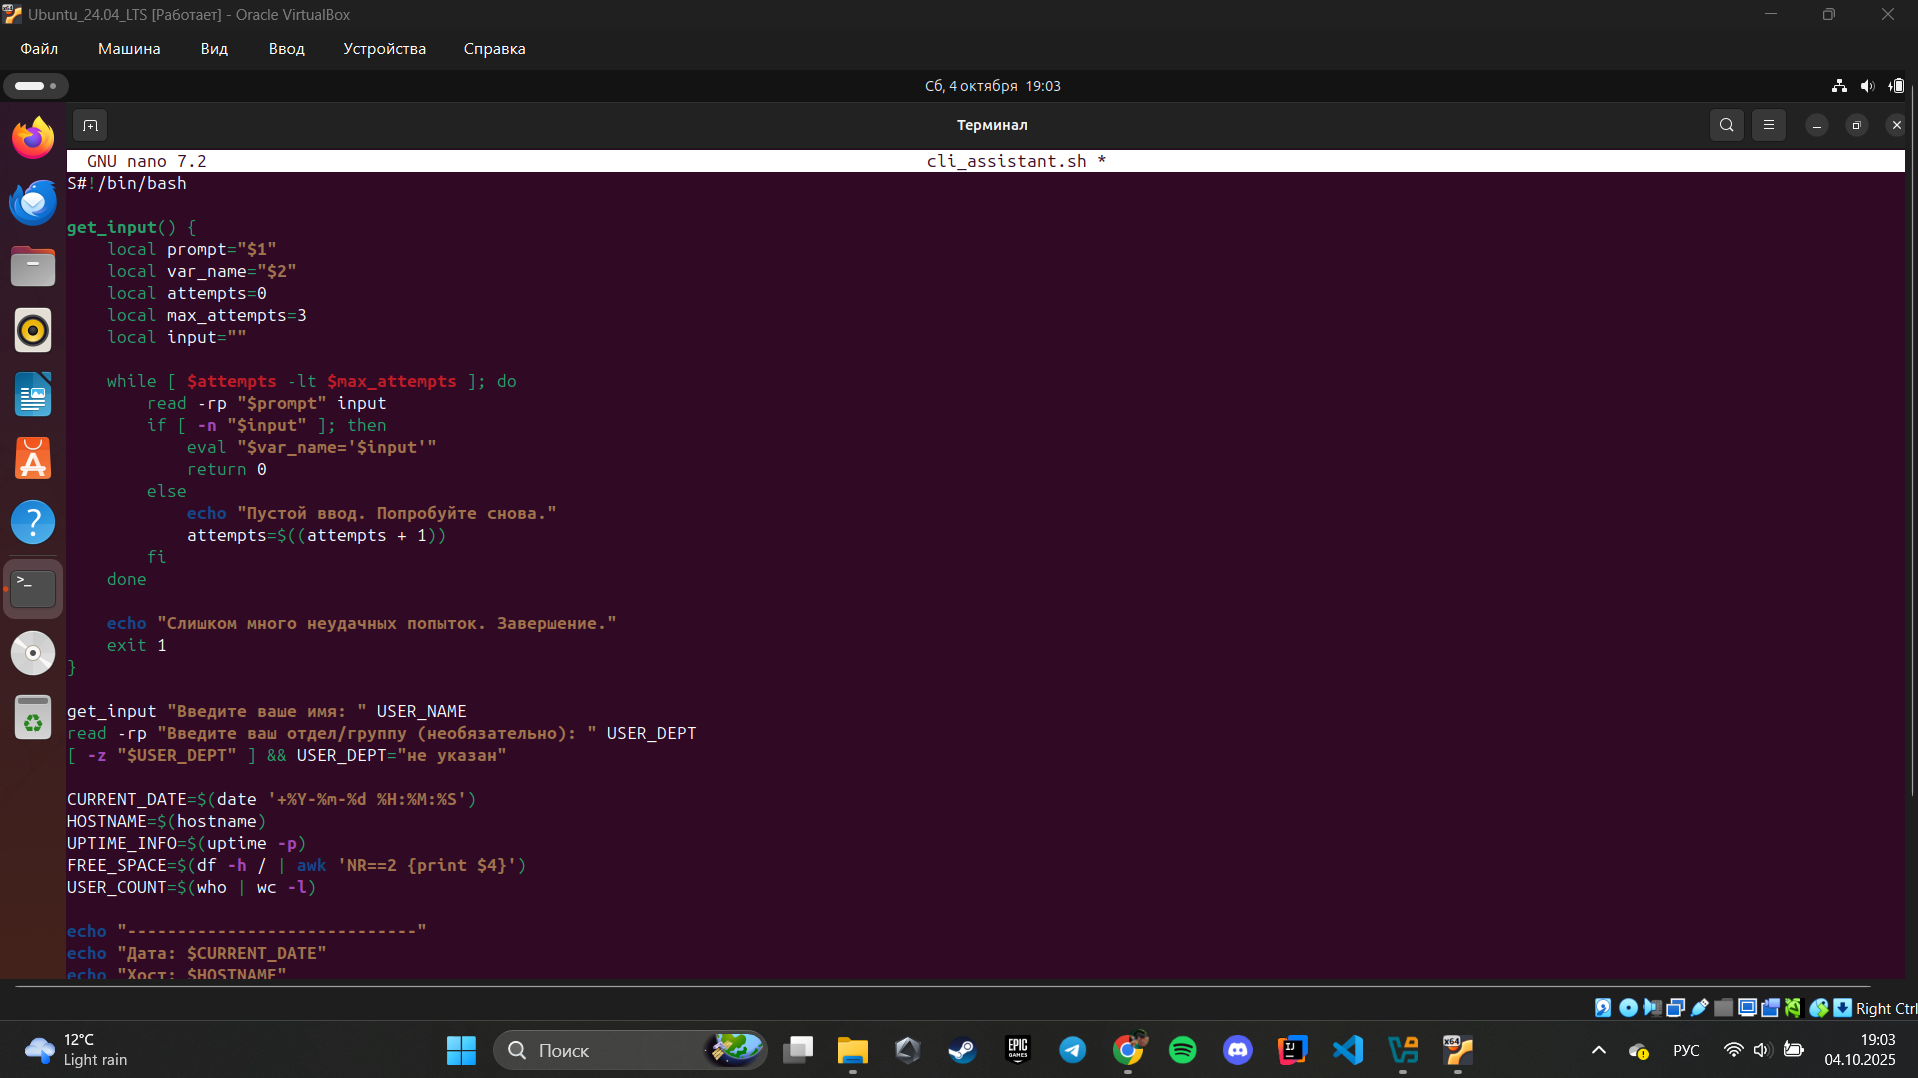 Ubuntu_24.04_LTS [Работает] - Oracle VirtualBox
Файл Машина Вид Ввод Устройства Справка
Сб, 4 октября 19:03
Терминал
GNU nano 7.2 cli_assistant.sh *
S#!/bin/bash
get_input() {
    local prompt="$1"
    local var_name="$2"
    local attempts=0
    local max_attempts=3
    local input=""
    while [ $attempts -lt $max_attempts ]; do
        read -rp "$prompt" input
        if [ -n "$input" ]; then
            eval "$var_name='$input'"
            return 0
        else
            echo "Пустой ввод. Попробуйте снова."
            attempts=$((attempts + 1))
        fi
    done
    echo "Слишком много неудачных попыток. Завершение."
    exit 1
}
get_input "Введите ваше имя: " USER_NAME
read -rp "Введите ваш отдел/группу (необязательно): " USER_DEPT
[ -z "$USER_DEPT" ] && USER_DEPT="не указан"
CURRENT_DATE=$(date '+%Y-%m-%d %H:%M:%S')
HOSTNAME=$(hostname)
UPTIME_INFO=$(uptime -p)
FREE_SPACE=$(df -h / | awk 'NR==2 {print $4}')
USER_COUNT=$(who | wc -l)
echo "-----------------------------"
echo "Дата: $CURRENT_DATE"
echo "Хост: $HOSTNAME"
Right Ctrl
12°C
Light rain
Поиск
EPIC GAMES
IJ
x64
РУС
19:03
04.10.2025